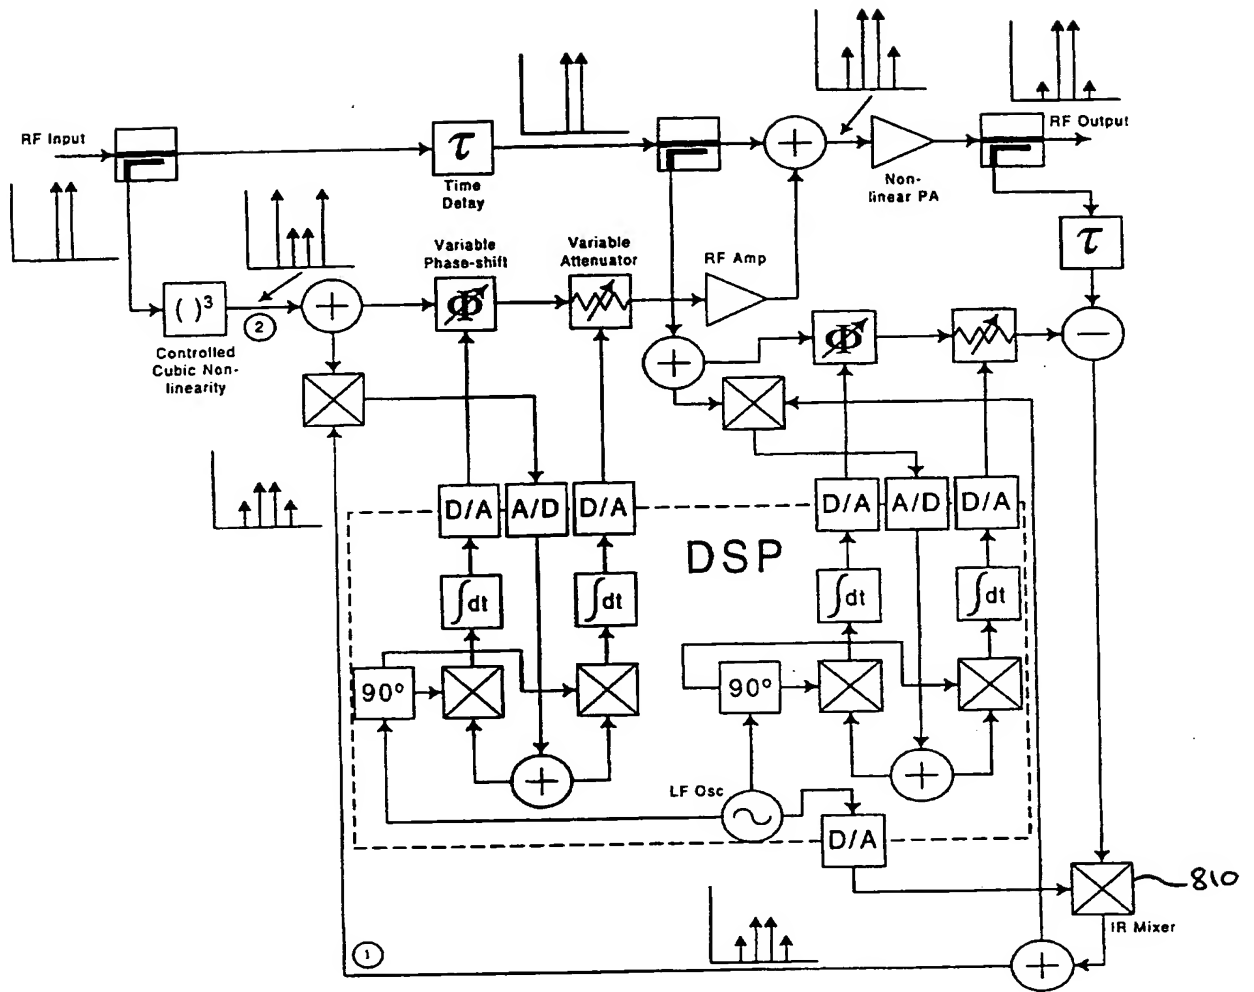 RF Input
τ
Time
Delay
RF Output
Non-
linear PA
τ
Variable
Phase-shift
Variable
Attenuator
RF Amp
( )³
Φ
Φ
②
Controlled
Cubic Non-
linearity
D/A
A/D
D/A
D/A
A/D
D/A
DSP
∫dt
∫dt
∫dt
∫dt
90°
90°
LF Osc
D/A
810
IR Mixer
①